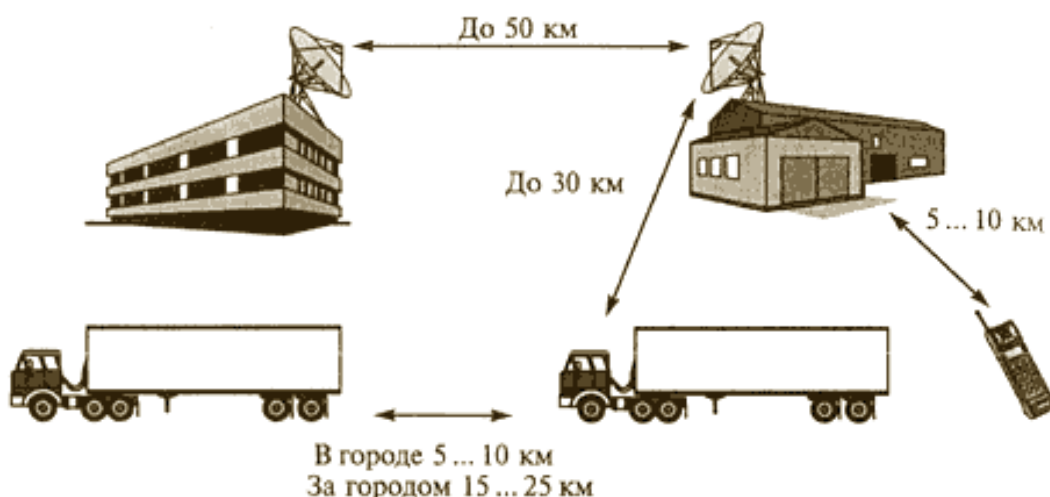 До 50 км
До 30 км
5 ... 10 км
В городе 5 ... 10 км
За городом 15 ... 25 км